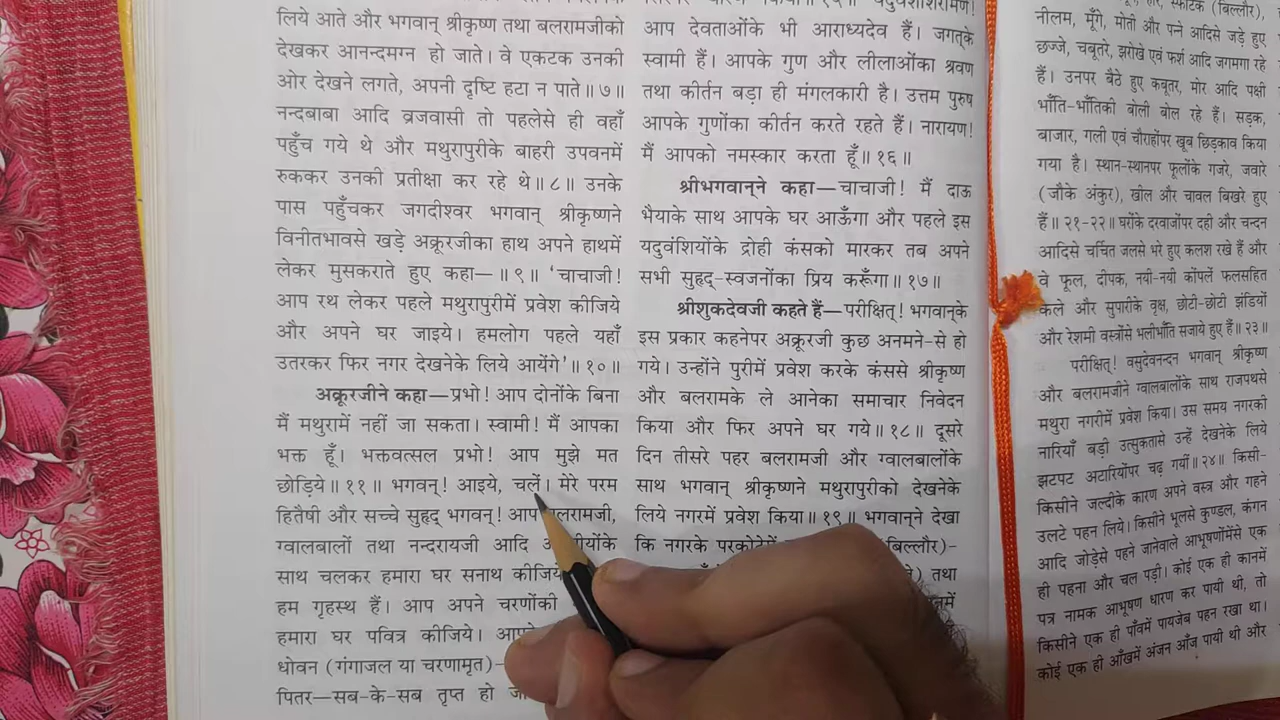 लिये आते और भगवान् श्रीकृष्ण तथा बलरामजीको
देखकर आनन्दमग्न हो जाते। वे एकटक उनकी
ओर देखने लगते, अपनी दृष्टि हटा न पाते॥७॥
नन्दबाबा आदि व्रजवासी तो पहलेसे ही वहाँ
पहुँच गये थे और मथुरापुरीके बाहरी उपवनमें
रुककर उनकी प्रतीक्षा कर रहे थे॥८॥ उनके
पास पहुँचकर जगदीश्वर भगवान् श्रीकृष्णने
विनीतभावसे खड़े अक्रूरजीका हाथ अपने हाथमें
लेकर मुसकराते हुए कहा—॥९॥ 'चाचाजी!
आप रथ लेकर पहले मथुरापुरीमें प्रवेश कीजिये
और अपने घर जाइये। हमलोग पहले यहाँ
उतरकर फिर नगर देखनेके लिये आयेंगे'॥१०॥
अक्रूरजीने कहा—प्रभो! आप दोनोंके बिना
मैं मथुरामें नहीं जा सकता। स्वामी! मैं आपका
भक्त हूँ। भक्तवत्सल प्रभो! आप मुझे मत
छोड़िये॥११॥ भगवन्! आइये, चलें। मेरे परम
हितैषी और सच्चे सुहृद् भगवन्! आप बलरामजी,
ग्वालबालों तथा नन्दरायजी आदि
साथ चलकर हमारा घर सनाथ
हम गृहस्थ हैं। आप अपने चरणोंकी
हमारा घर पवित्र कीजिये।
धोवन (गंगाजल या चरणामृत)-
पितर—सब-के-सब तृप्त हो
आप देवताओंके भी आराध्यदेव हैं। जगत्के
स्वामी हैं। आपके गुण और लीलाओंका श्रवण
तथा कीर्तन बड़ा ही मंगलकारी है। उत्तम पुरुष
आपके गुणोंका कीर्तन करते रहते हैं। नारायण!
मैं आपको नमस्कार करता हूँ॥१६॥
श्रीभगवान्ने कहा—चाचाजी! मैं दाऊ
भैयाके साथ आपके घर आऊँगा और पहले इस
यदुवंशियोंके द्रोही कंसको मारकर तब अपने
सभी सुहृद्-स्वजनोंका प्रिय करूँगा॥१७॥
श्रीशुकदेवजी कहते हैं—परीक्षित्! भगवान्के
इस प्रकार कहनेपर अक्रूरजी कुछ अनमने-से हो
गये। उन्होंने पुरीमें प्रवेश करके कंससे श्रीकृष्ण
और बलरामके ले आनेका समाचार निवेदन
किया और फिर अपने घर गये॥१८॥ दूसरे
दिन तीसरे पहर बलरामजी और ग्वालबालोंके
साथ भगवान् श्रीकृष्णने मथुरापुरीको देखनेके
लिये नगरमें प्रवेश किया॥१९॥ भगवान्ने देखा
कि नगरके परकोटेमें (बिल्लौर)-
तथा
स्फटिक (बिल्लौर),
नीलम, मूँगे, मोती और पन्ने आदिसे जड़े हुए
छज्जे, चबूतरे, झरोखे एवं फर्श आदि जगमगा रहे
हैं। उनपर बैठे हुए कबूतर, मोर आदि पक्षी
भाँति-भाँतिकी बोली बोल रहे हैं। सड़क,
बाजार, गली एवं चौराहोंपर खूब छिड़काव किया
गया है। स्थान-स्थानपर फूलोंके गजरे, जवारे
(जौके अंकुर), खील और चावल बिखरे हुए
हैं॥२१-२२॥ घरोंके दरवाजोंपर दही और चन्दन
आदिसे चर्चित जलसे भरे हुए कलश रखे हैं और
वे फूल, दीपक, नयी-नयी कोंपलें फलसहित
केले और सुपारीके वृक्ष, छोटी-छोटी झंडियों
और रेशमी वस्त्रोंसे भलीभाँति सजाये हुए हैं॥२३॥
परीक्षित्! वसुदेवनन्दन भगवान् श्रीकृष्ण
और बलरामजीने ग्वालबालोंके साथ राजपथसे
मथुरा नगरीमें प्रवेश किया। उस समय नगरकी
नारियाँ बड़ी उत्सुकतासे उन्हें देखनेके लिये
झटपट अटारियोंपर चढ़ गयीं॥२४॥ किसी-
किसीने जल्दीके कारण अपने वस्त्र और गहने
उलटे पहन लिये। किसीने भूलसे कुण्डल, कंगन
आदि जोड़ेसे पहने जानेवाले आभूषणोंमेंसे एक
ही पहना और चल पड़ी। कोई एक ही कानमें
पत्र नामक आभूषण धारण कर पायी थी, तो
किसीने एक ही पाँवमें पायजेब पहन रखा था।
कोई एक ही आँखमें अंजन आँज पायी थी और